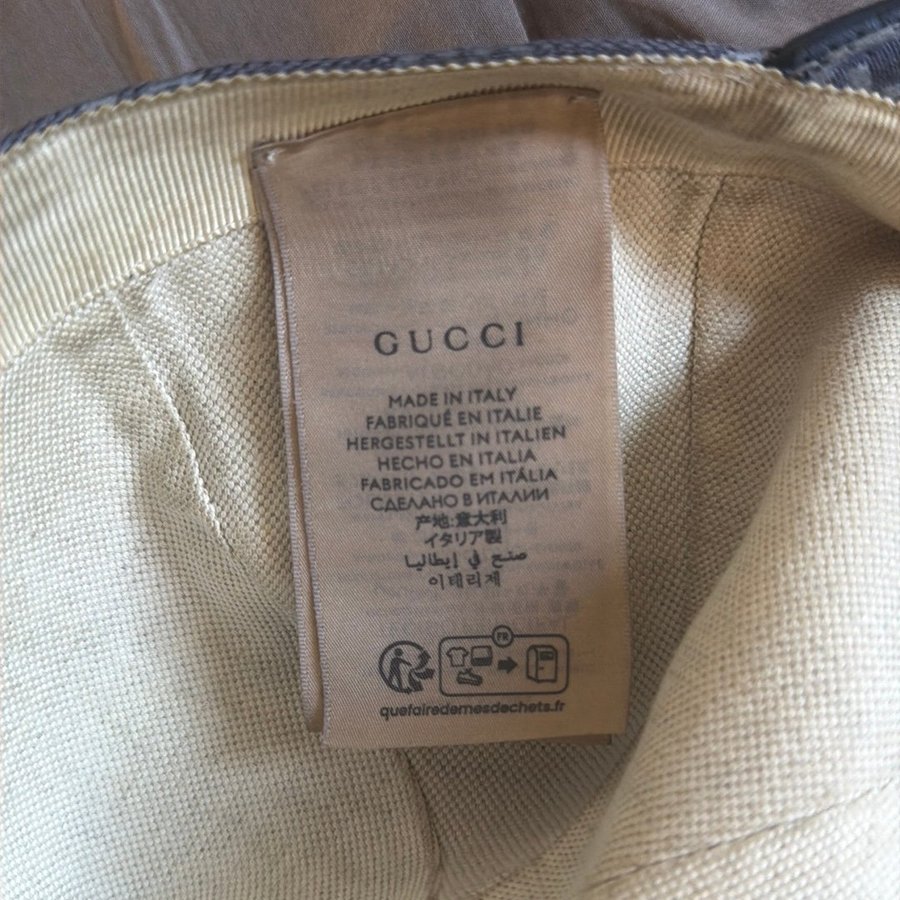 GUCCI
MADE IN ITALY
FABRIQUÉ EN ITALIE
HERGESTELLT IN ITALIEN
HECHO EN ITALIA
FABRICADO EM ITÁLIA
СДЕЛАНО В ИТАЛИИ
产地:意大利
イタリア製
صنع في إيطاليا
이태리제
FR
quefairedemesdechets.fr